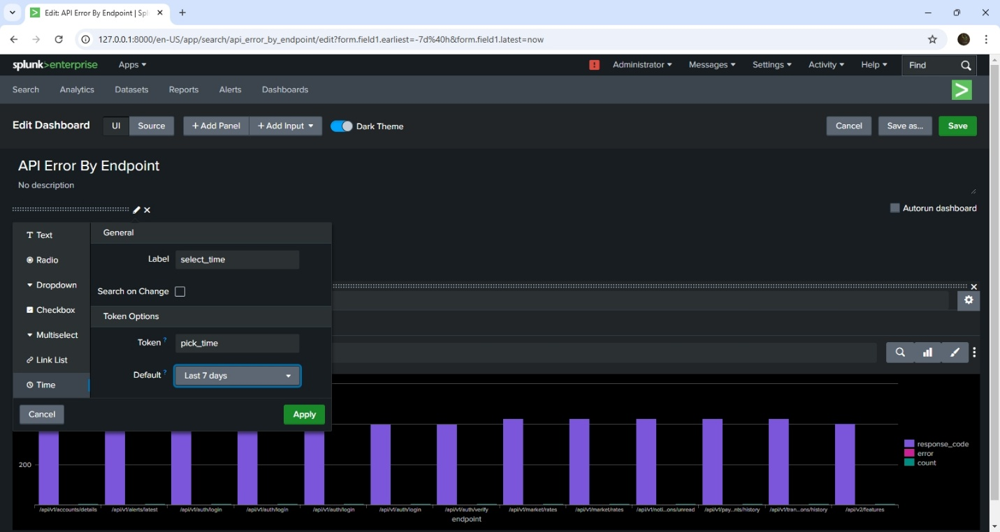 Edit: API Error By Endpoint | Spl
127.0.0.1:8000/en-US/app/search/api_error_by_endpoint/edit?form.field1.earliest=-7d%40h&form.field1.latest=now
splunk>enterprise Apps Administrator Messages Settings Activity Help Find
Search Analytics Datasets Reports Alerts Dashboards
Edit Dashboard UI Source + Add Panel + Add Input Dark Theme Cancel Save as... Save
API Error By Endpoint
No description
Autorun dashboard
Text
Radio
Dropdown
Checkbox
Multiselect
Link List
Time
General
Label select_time
Search on Change
Token Options
Token ? pick_time
Default ? Last 7 days
Cancel Apply
200
response_code
error
count
/api/v1/accounts/details /api/v1/alerts/latest /api/v1/auth/login /api/v1/auth/login /api/v1/auth/login /api/v1/auth/login /api/v1/auth/verify /api/v1/market/rates /api/v1/market/rates /api/v1/noti...ons/unread /api/v1/pay...nts/history /api/v1/tran...ons/history /api/v2/features
endpoint